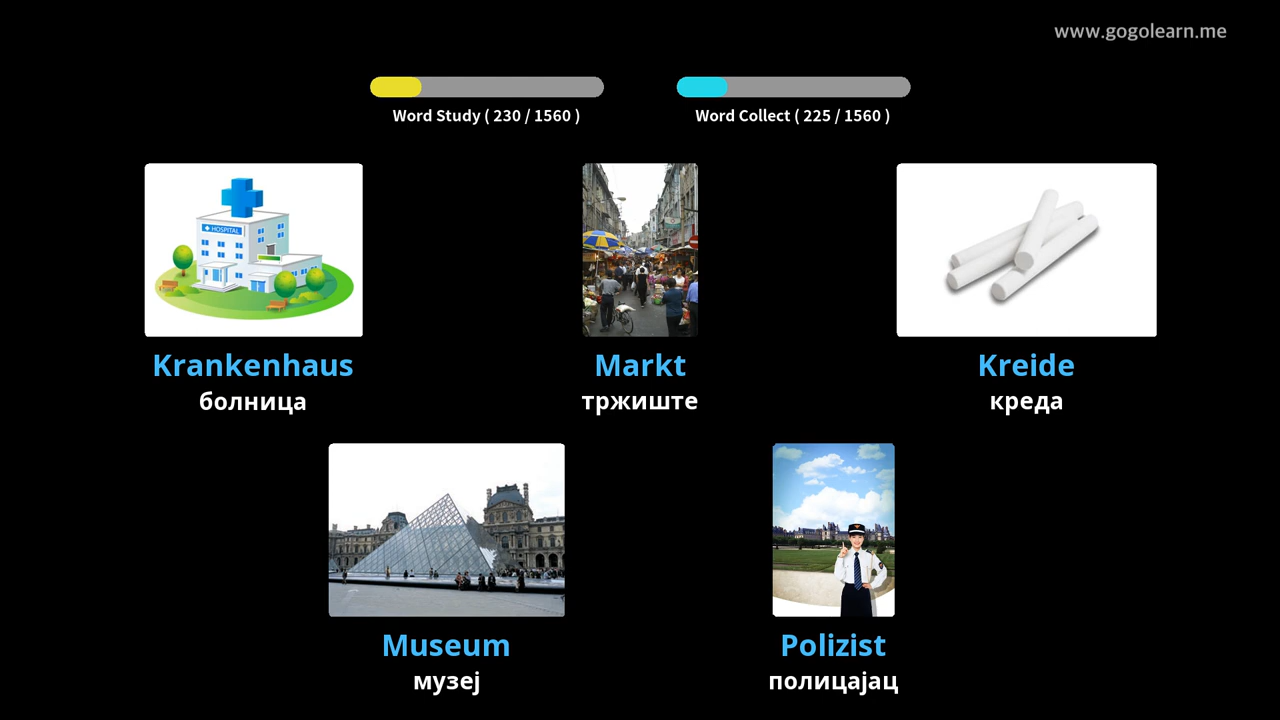 www.gogolearn.me
Word Study ( 230 / 1560 )
Word Collect ( 225 / 1560 )
HOSPITAL
Krankenhaus
болница
Markt
тржиште
Kreide
креда
Museum
музеј
Polizist
полицајац